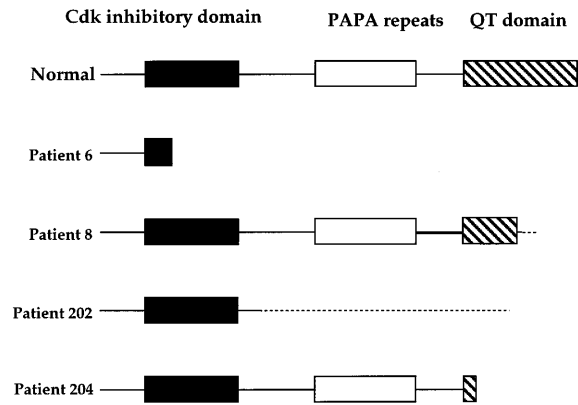 Cdk inhibitory domain PAPA repeats QT domain
Normal
Patient 6
Patient 8
Patient 202
Patient 204